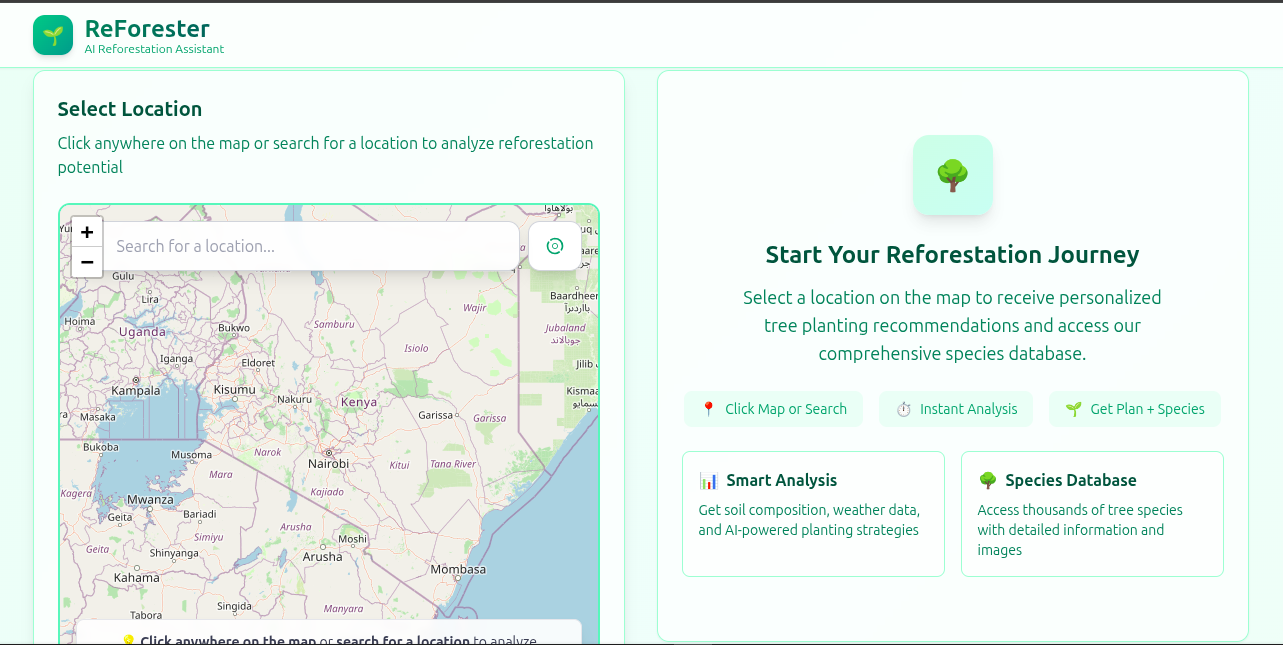 ReForester
AI Reforestation Assistant
Select Location
Click anywhere on the map or search for a location to analyze reforestation
potential
+
−
Search for a location...
بولاهاوا
Gulu
Lira
Hoima
Uganda
Bukwo
Samburu
Wajir
Baardheere
بااردېرا
Jubaland
جوبالاند
Isiolo
Iganga
Eldoret
Jilib
Kampala
Kisumu
Nakuru
Kenya
Kismaa
كيسمايو
Masaka
Garissa
Garissa
Bukoba
Musoma
Narok
Nairobi
Kitui
Tana River
Mara
Kagera
Mwanza
Kajiado
Geita
Bariadi
Simiyu
Arusha
Moshi
Geita
Shinyanga
Arusha
Kahama
Mombasa
Singida
Manyara
Tabora
💡 Click anywhere on the map or search for a location to analyze
Start Your Reforestation Journey
Select a location on the map to receive personalized
tree planting recommendations and access our
comprehensive species database.
📍 Click Map or Search
⏱️ Instant Analysis
🌱 Get Plan + Species
📊 Smart Analysis
Get soil composition, weather data,
and AI-powered planting strategies
🌳 Species Database
Access thousands of tree species
with detailed information and
images